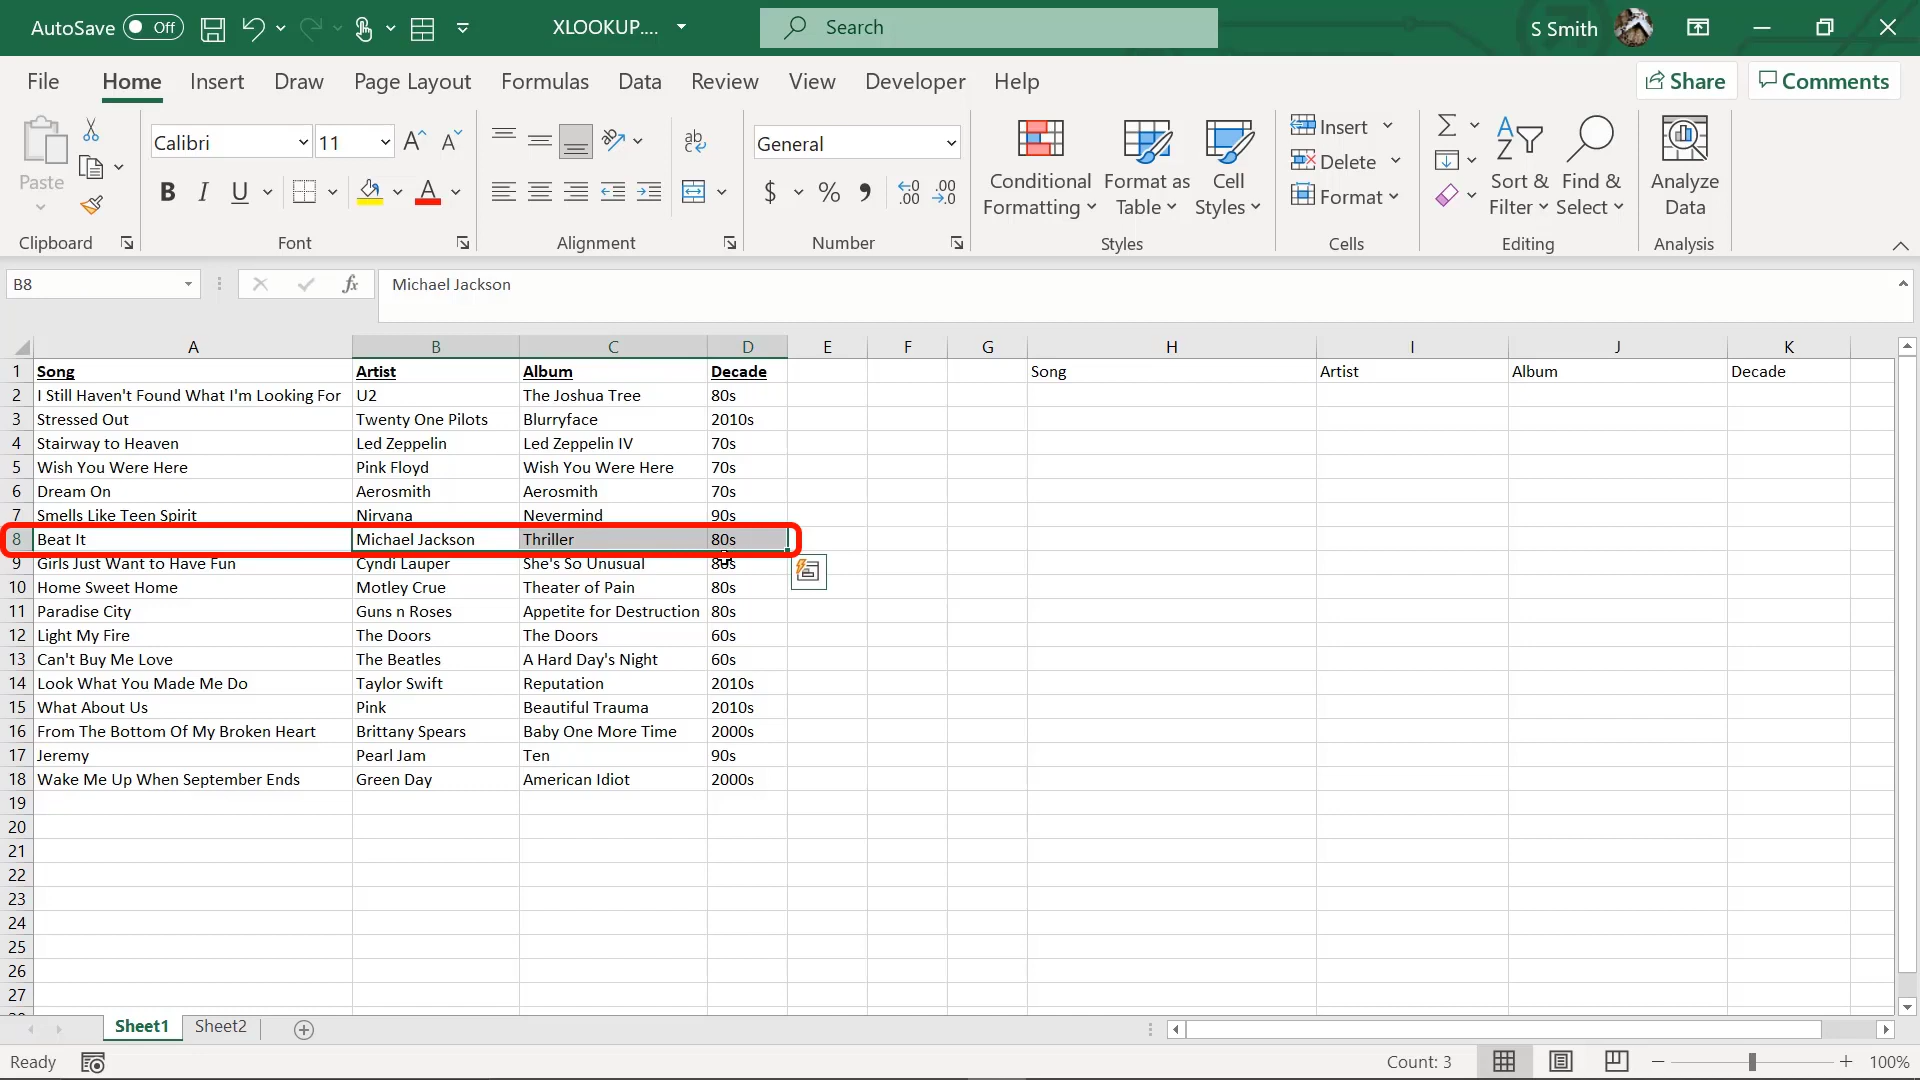 AutoSave Off XLOOKUP.... Search S Smith
File Home Insert Draw Page Layout Formulas Data Review View Developer Help Share Comments
Paste Calibri 11 ab c General Insert Σ A Z
B I U A $ % , .00 .0 Conditional Formatting Format as Table Cell Styles Delete Format Sort & Filter Find & Select Analyze Data
Clipboard Font Alignment Number Styles Cells Editing Analysis
B8 fx Michael Jackson
A B C D E F G H I J K
1 Song Artist Album Decade Song Artist Album Decade
2 I Still Haven't Found What I'm Looking For U2 The Joshua Tree 80s
3 Stressed Out Twenty One Pilots Blurryface 2010s
4 Stairway to Heaven Led Zeppelin Led Zeppelin IV 70s
5 Wish You Were Here Pink Floyd Wish You Were Here 70s
6 Dream On Aerosmith Aerosmith 70s
7 Smells Like Teen Spirit Nirvana Nevermind 90s
8 Beat It Michael Jackson Thriller 80s
9 Girls Just Want to Have Fun Cyndi Lauper She's So Unusual 80s
10 Home Sweet Home Motley Crue Theater of Pain 80s
11 Paradise City Guns n Roses Appetite for Destruction 80s
12 Light My Fire The Doors The Doors 60s
13 Can't Buy Me Love The Beatles A Hard Day's Night 60s
14 Look What You Made Me Do Taylor Swift Reputation 2010s
15 What About Us Pink Beautiful Trauma 2010s
16 From The Bottom Of My Broken Heart Brittany Spears Baby One More Time 2000s
17 Jeremy Pearl Jam Ten 90s
18 Wake Me Up When September Ends Green Day American Idiot 2000s
19
20
21
22
23
24
25
26
27
Sheet1 Sheet2
Ready Count: 3 100%